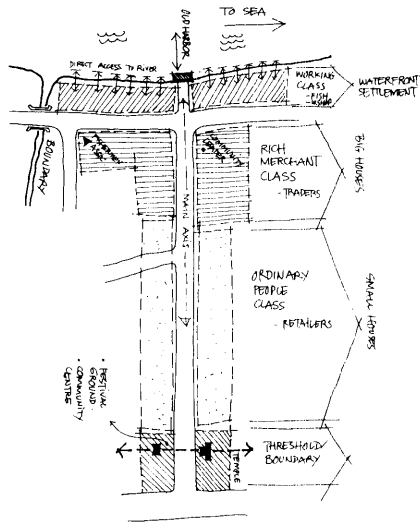 TO SEA
OLD HARBOR
DIRECT ACCESS TO RIVER
WORKING
CLASS
- FISH
WATERFRONT
SETTLEMENT
BOUNDARY
COMMUNITY
CENTER
RICH
MERCHANT
CLASS
- TRADERS
BIG HOUSES
MAIN AXIS
ORDINARY
PEOPLE
CLASS
- RETAILERS
SMALL HOUSES
• FESTIVAL
GROUND
• COMMUNITY
CENTRE
TEMPLE
THRESHOLD
BOUNDARY